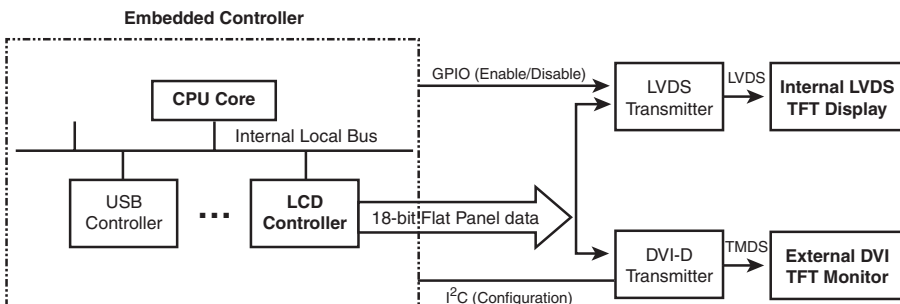 Embedded Controller
GPIO (Enable/Disable)
LVDS
Transmitter
LVDS
Internal LVDS
TFT Display
CPU Core
Internal Local Bus
USB
Controller
...
LCD
Controller
18-bit Flat Panel data
DVI-D
Transmitter
TMDS
External DVI
TFT Monitor
I²C (Configuration)